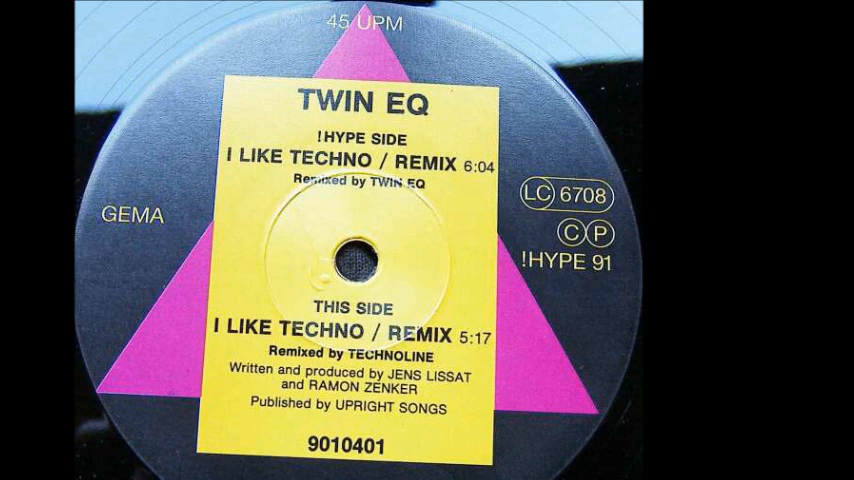 45 UPM
TWIN EQ
!HYPE SIDE
I LIKE TECHNO / REMIX 6:04
Remixed by TWIN EQ
GEMA
LC 6708
C P
!HYPE 91
THIS SIDE
I LIKE TECHNO / REMIX 5:17
Remixed by TECHNOLINE
Written and produced by JENS LISSAT
and RAMON ZENKER
Published by UPRIGHT SONGS
9010401